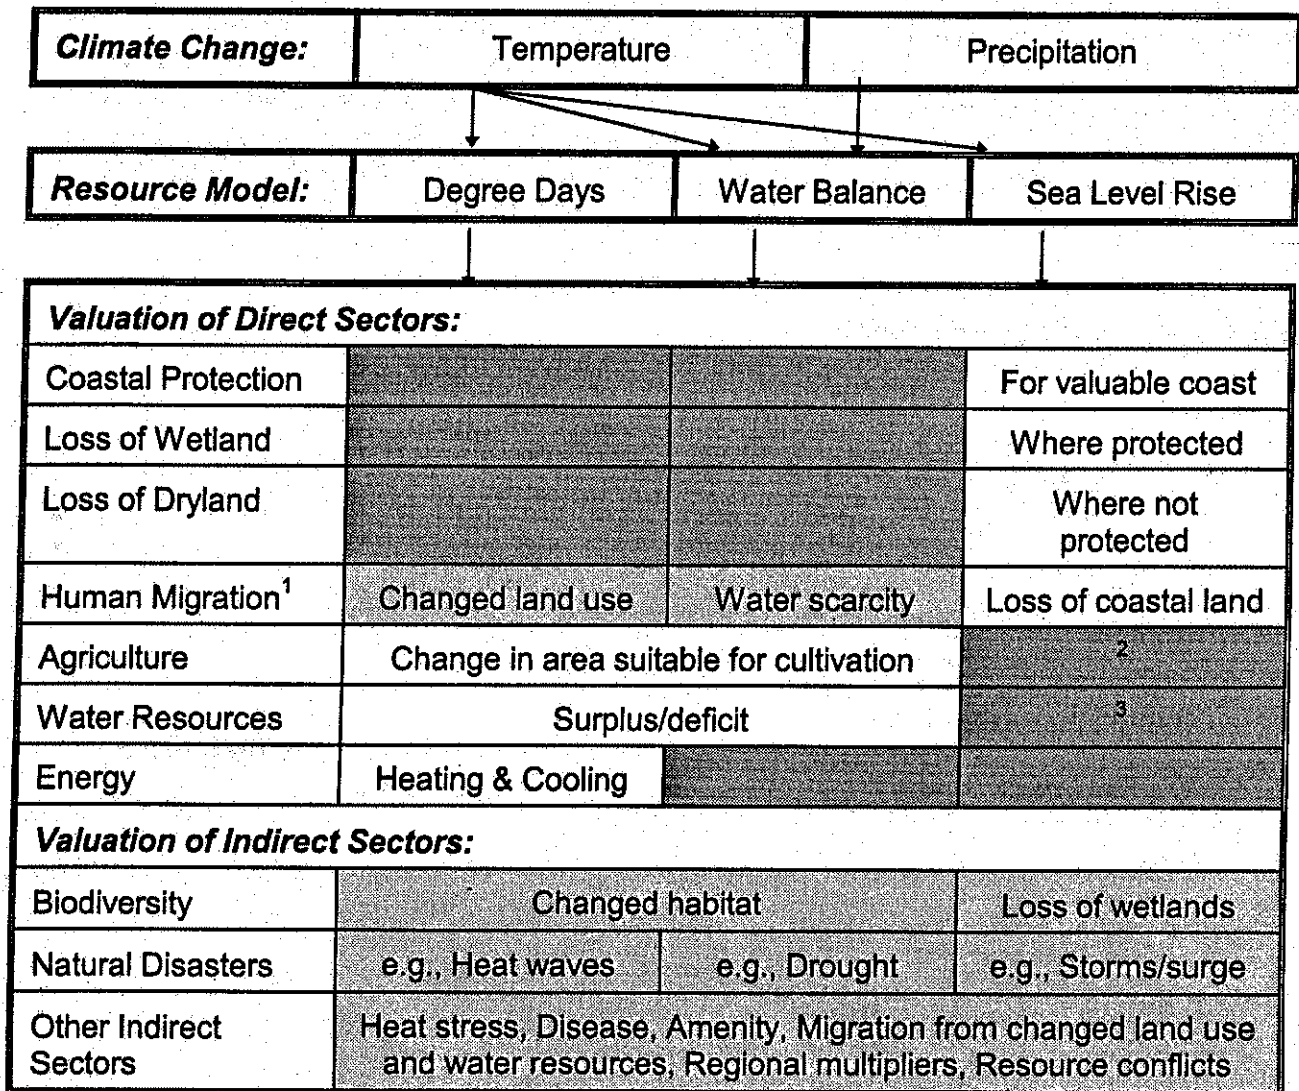 Climate Change: Temperature Precipitation
Resource Model: Degree Days Water Balance Sea Level Rise
Valuation of Direct Sectors:
Coastal Protection For valuable coast
Loss of Wetland Where protected
Loss of Dryland Where not
protected
Human Migration¹ Changed land use Water scarcity Loss of coastal land
Agriculture Change in area suitable for cultivation 2
Water Resources Surplus/deficit 3
Energy Heating & Cooling
Valuation of Indirect Sectors:
Biodiversity Changed habitat Loss of wetlands
Natural Disasters e.g., Heat waves e.g., Drought e.g., Storms/surge
Other Indirect
Sectors
Heat stress, Disease, Amenity, Migration from changed land use
and water resources, Regional multipliers, Resource conflicts